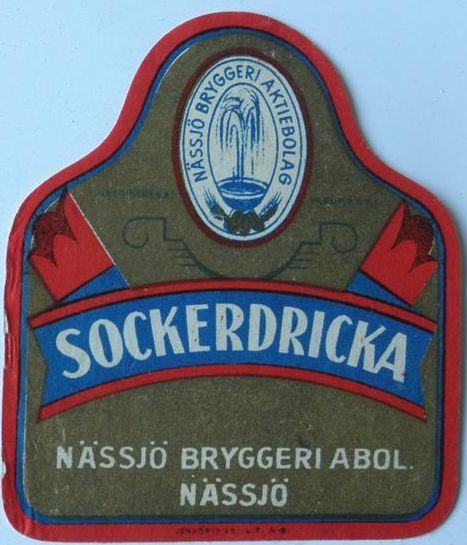 NÄSSJÖ BRYGGERI AKTIEBOLAG
SOCKERDRICKA
NÄSSJÖ BRYGGERI ABOL.
NÄSSJÖ